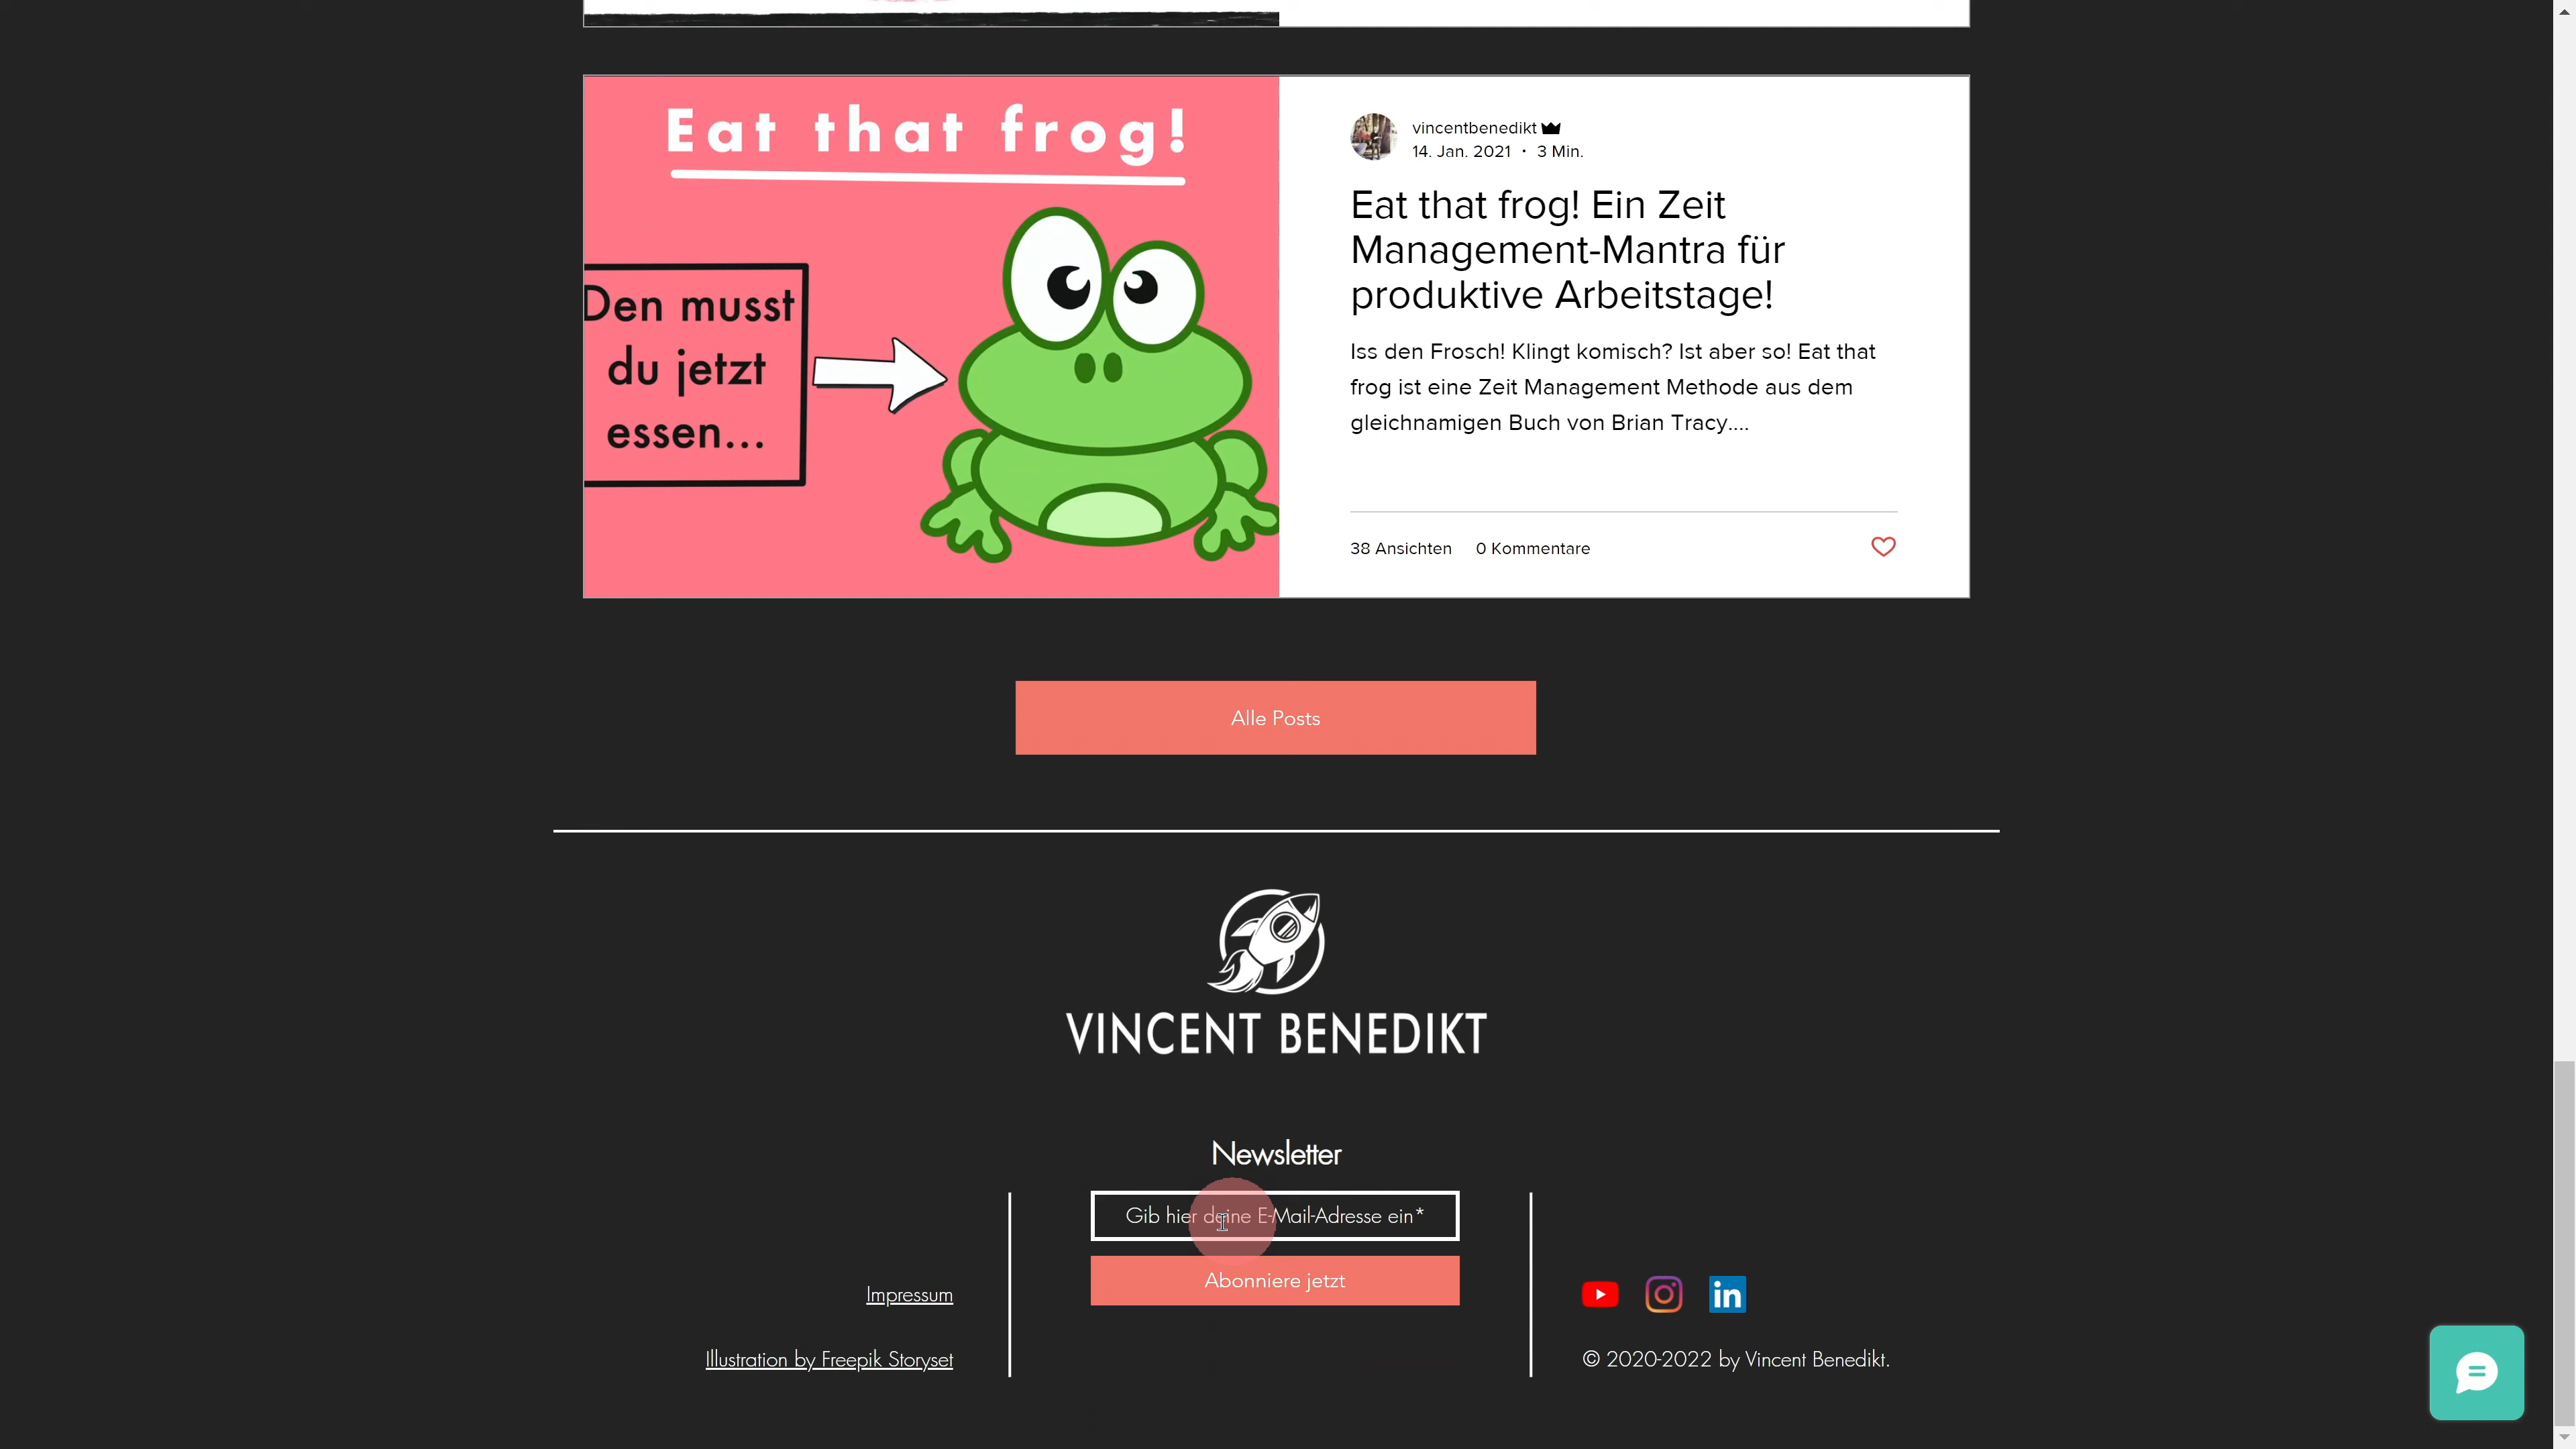 Eat that frog!
Den musst
du jetzt
essen...
vincentbenedikt
14. Jan. 2021 · 3 Min.
Eat that frog! Ein Zeit
Management-Mantra für
produktive Arbeitstage!
Iss den Frosch! Klingt komisch? Ist aber so! Eat that
frog ist eine Zeit Management Methode aus dem
gleichnamigen Buch von Brian Tracy....
38 Ansichten 0 Kommentare
Alle Posts
VINCENT BENEDIKT
Newsletter
Gib hier deine E-Mail-Adresse ein*
Abonniere jetzt
Impressum
Illustration by Freepik Storyset
in
© 2020-2022 by Vincent Benedikt.